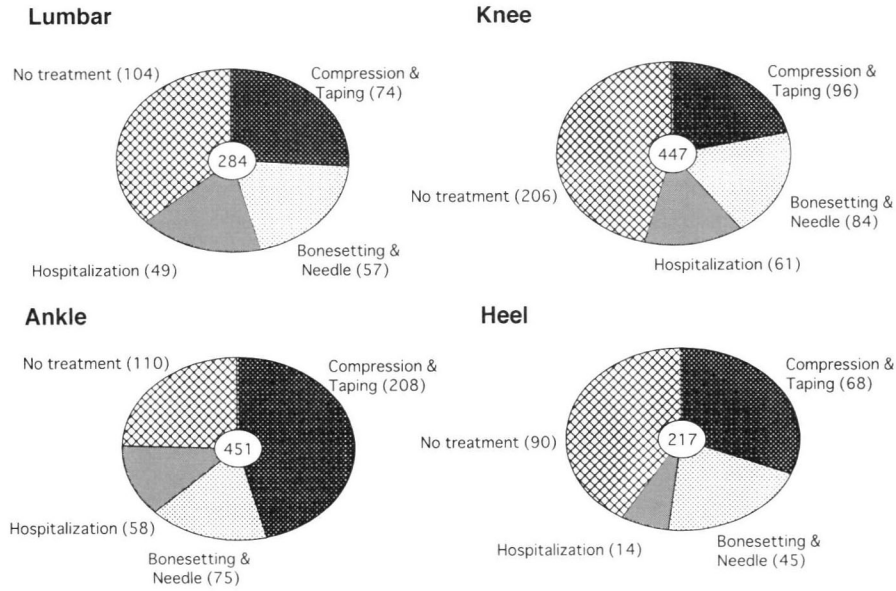 Lumbar
No treatment (104)
Compression &
Taping (74)
284
Hospitalization (49)
Bonesetting &
Needle (57)
Knee
Compression &
Taping (96)
447
No treatment (206)
Bonesetting &
Needle (84)
Hospitalization (61)
Ankle
No treatment (110)
Compression &
Taping (208)
451
Hospitalization (58)
Bonesetting &
Needle (75)
Heel
Compression &
Taping (68)
No treatment (90)
217
Hospitalization (14)
Bonesetting &
Needle (45)